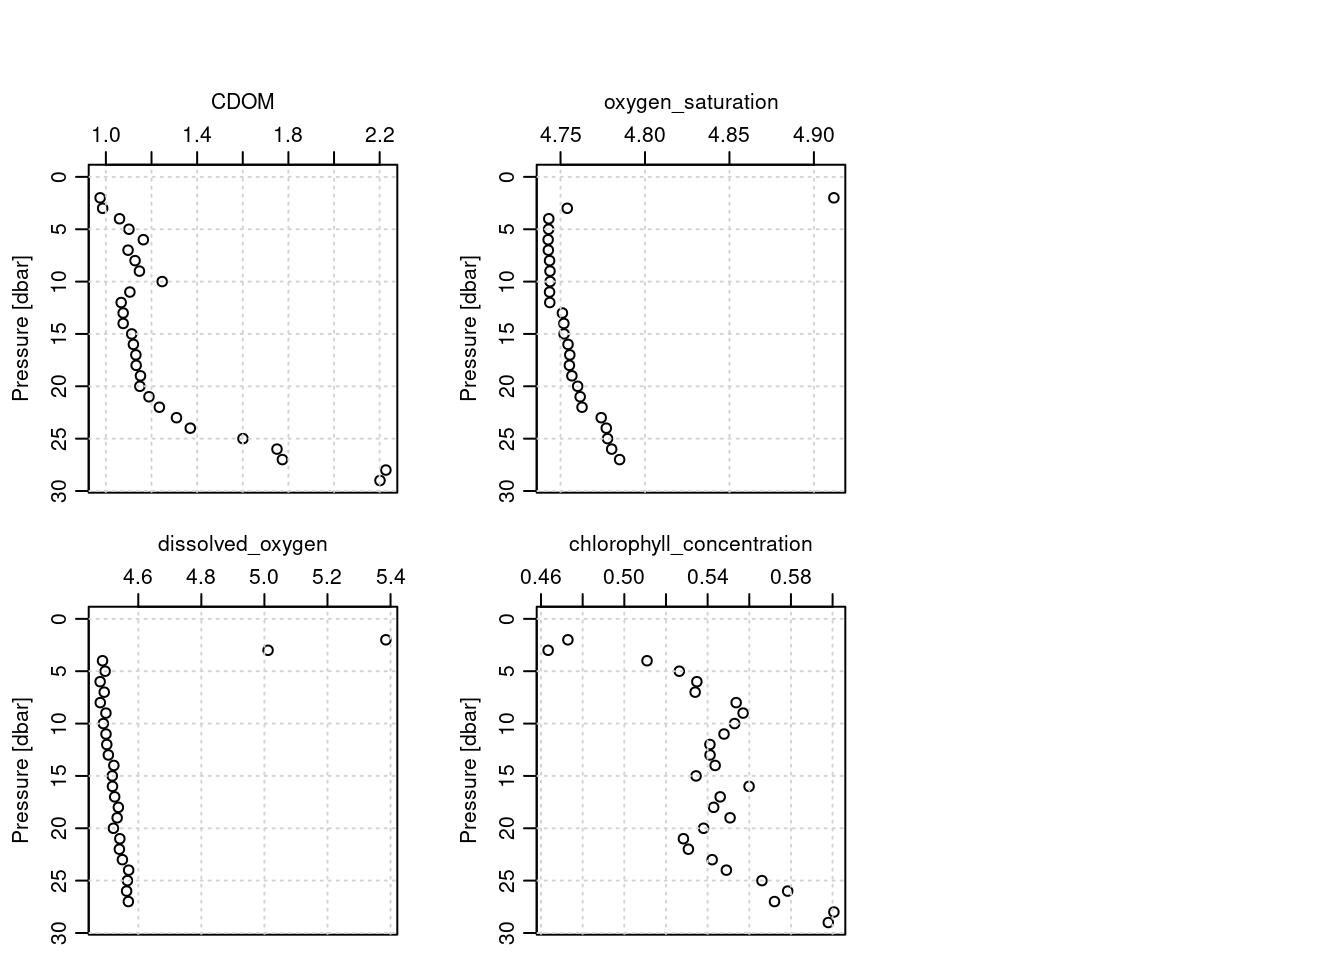 CDOM
1.0 1.4 1.8 2.2
0
5
10
15
20
25
30
Pressure [dbar]
oxygen_saturation
4.75 4.80 4.85 4.90
0
5
10
15
20
25
30
Pressure [dbar]
dissolved_oxygen
4.6 4.8 5.0 5.2 5.4
0
5
10
15
20
25
30
Pressure [dbar]
chlorophyll_concentration
0.46 0.50 0.54 0.58
0
5
10
15
20
25
30
Pressure [dbar]